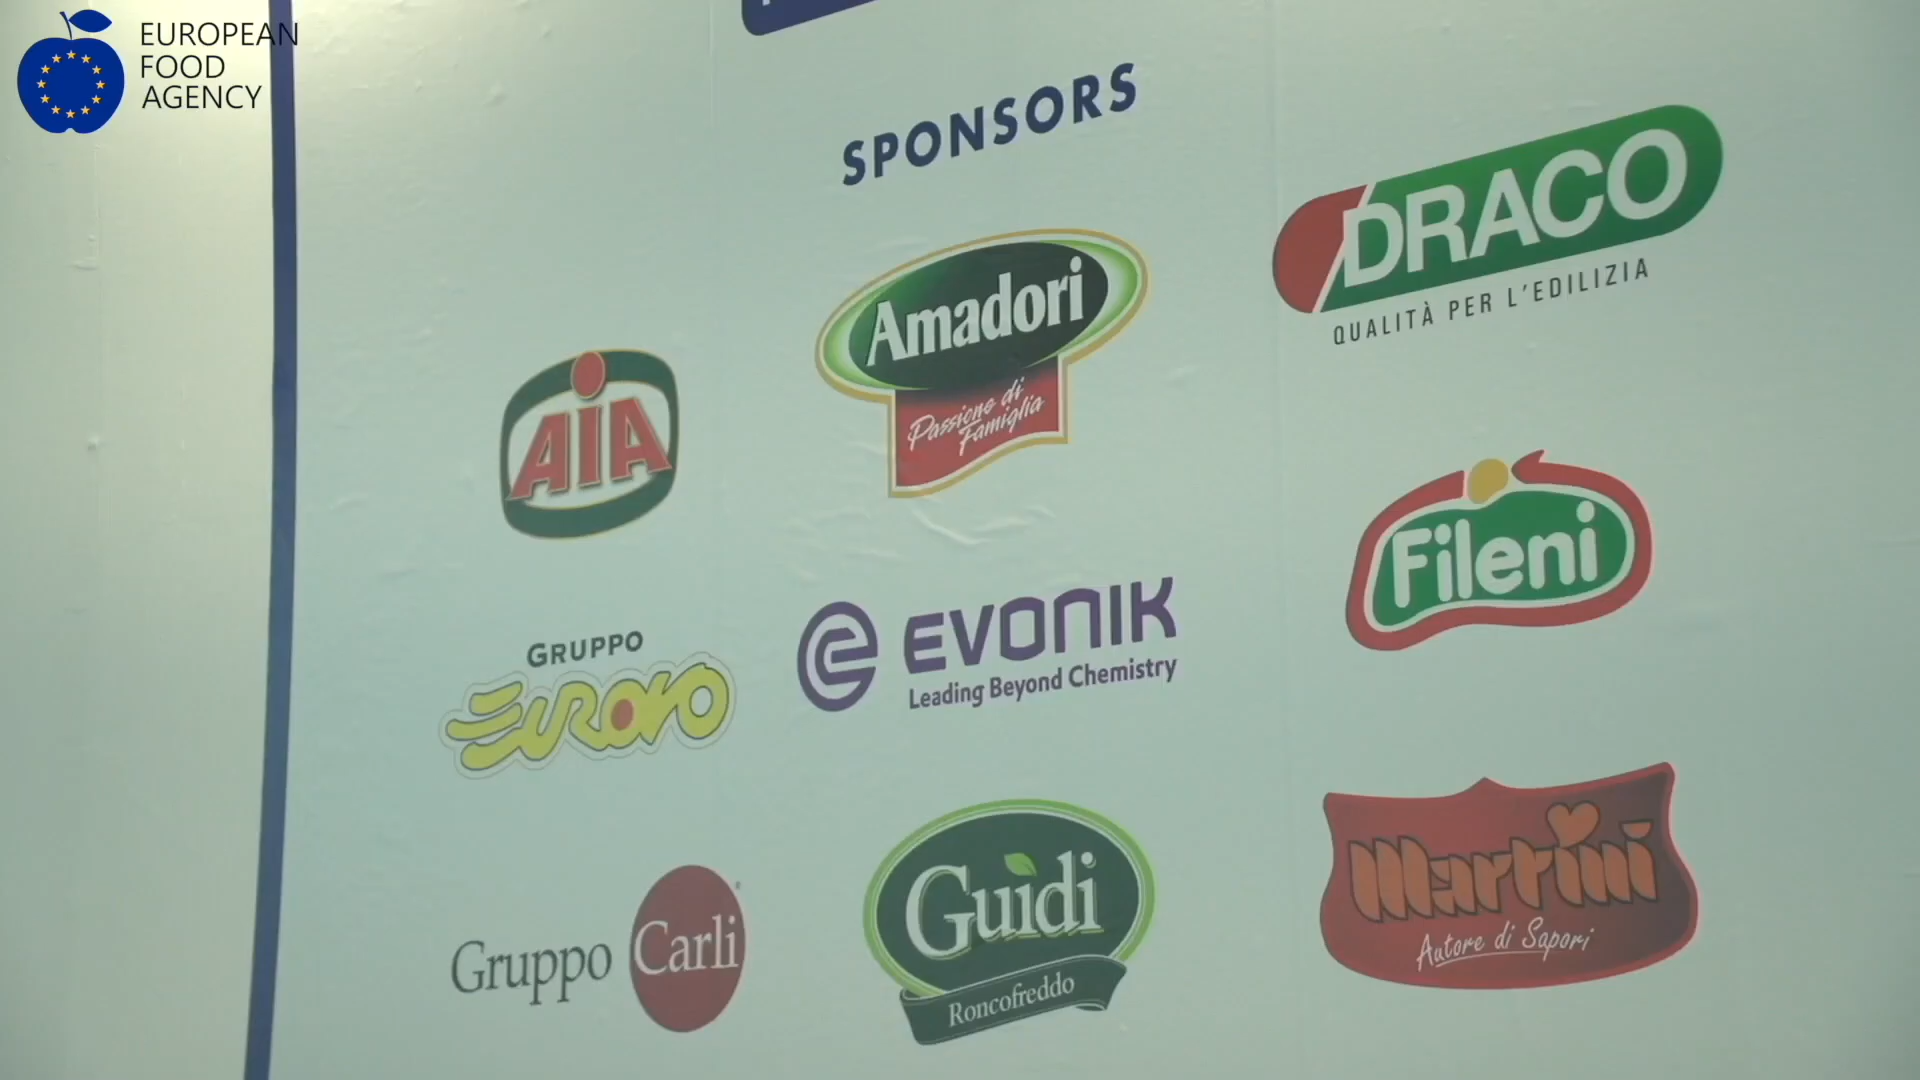 EUROPEAN
FOOD
AGENCY
SPONSORS
DRACO
QUALITÀ PER L'EDILIZIA
Amadori
Passione di
Famiglia
AIA
Fileni
GRUPPO
EUROVO
EVONIK
Leading Beyond Chemistry
Martini
Autore di Sapori
Gruppo Carli
Guidi
Roncofreddo